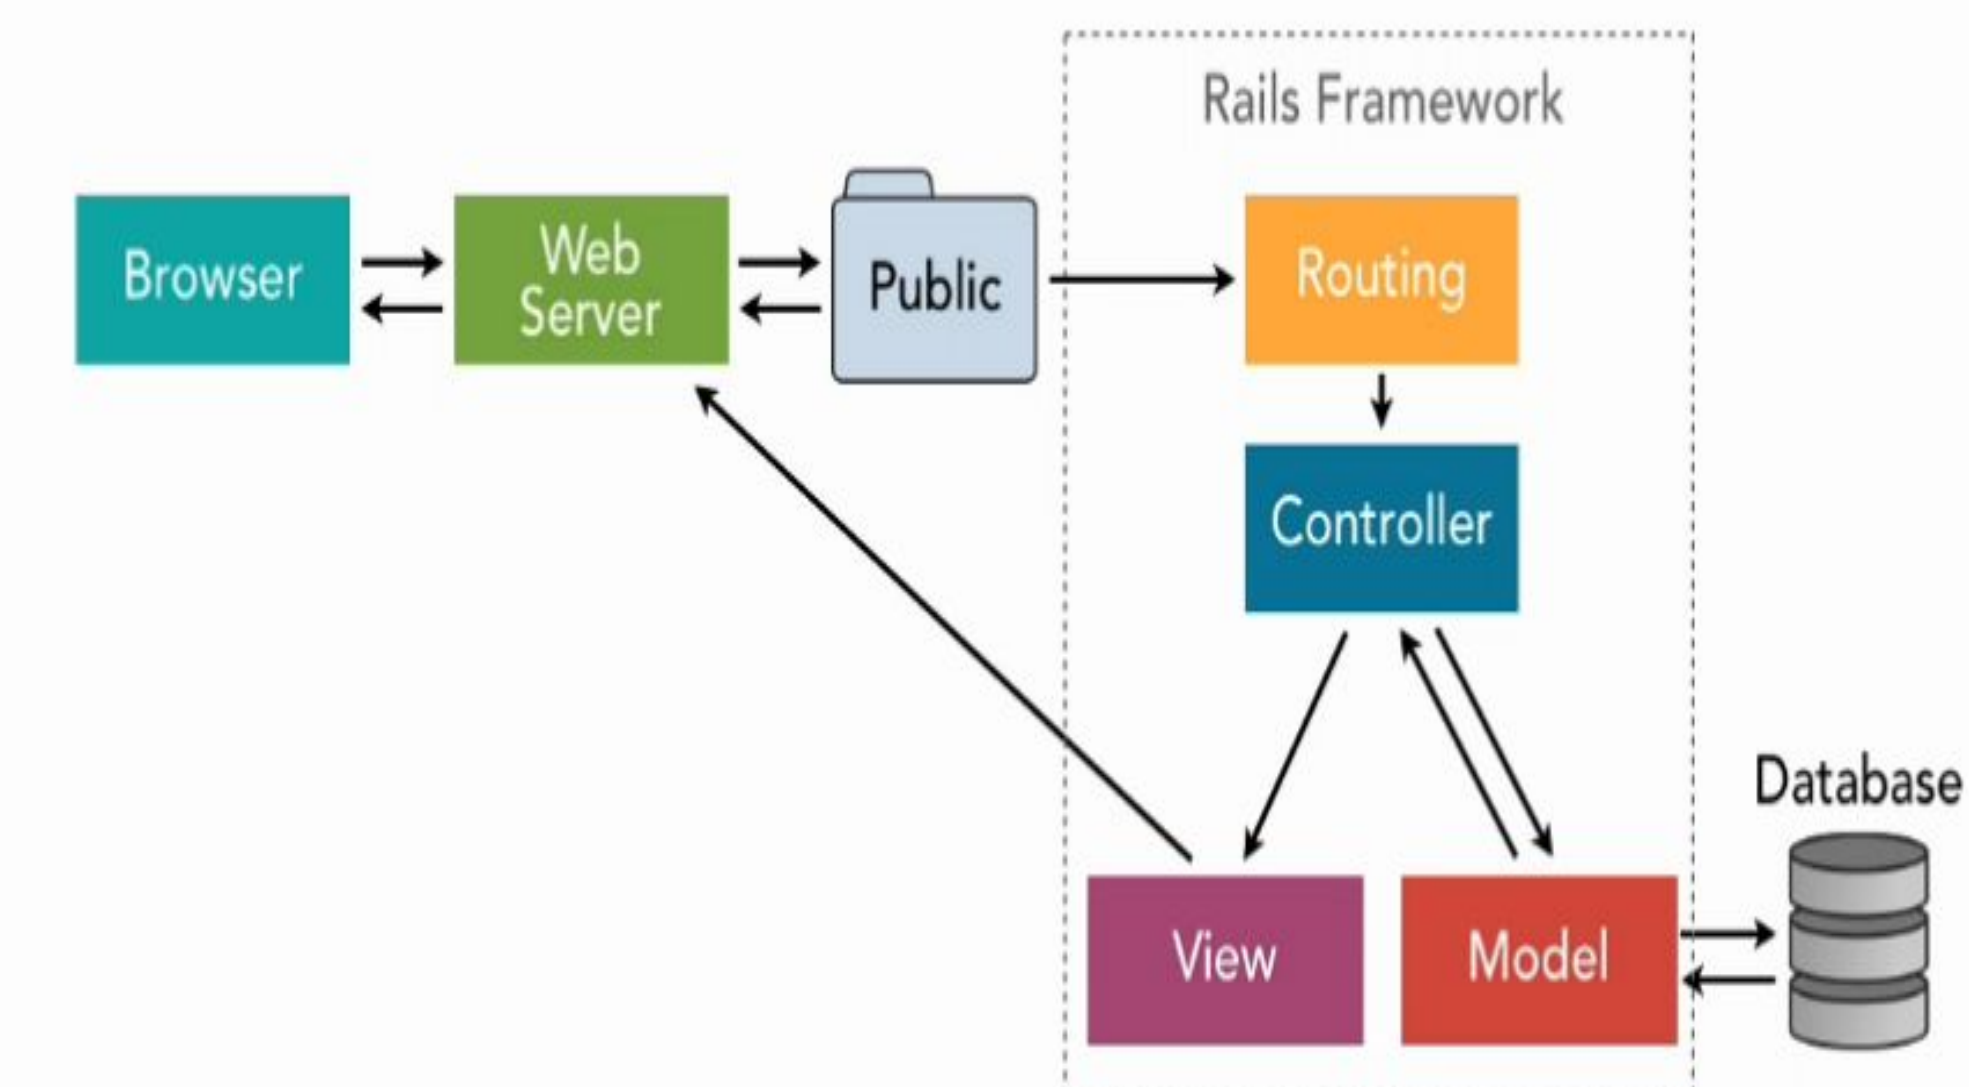 Rails Framework
Browser
Web
Server
Public
Routing
Controller
Database
View
Model